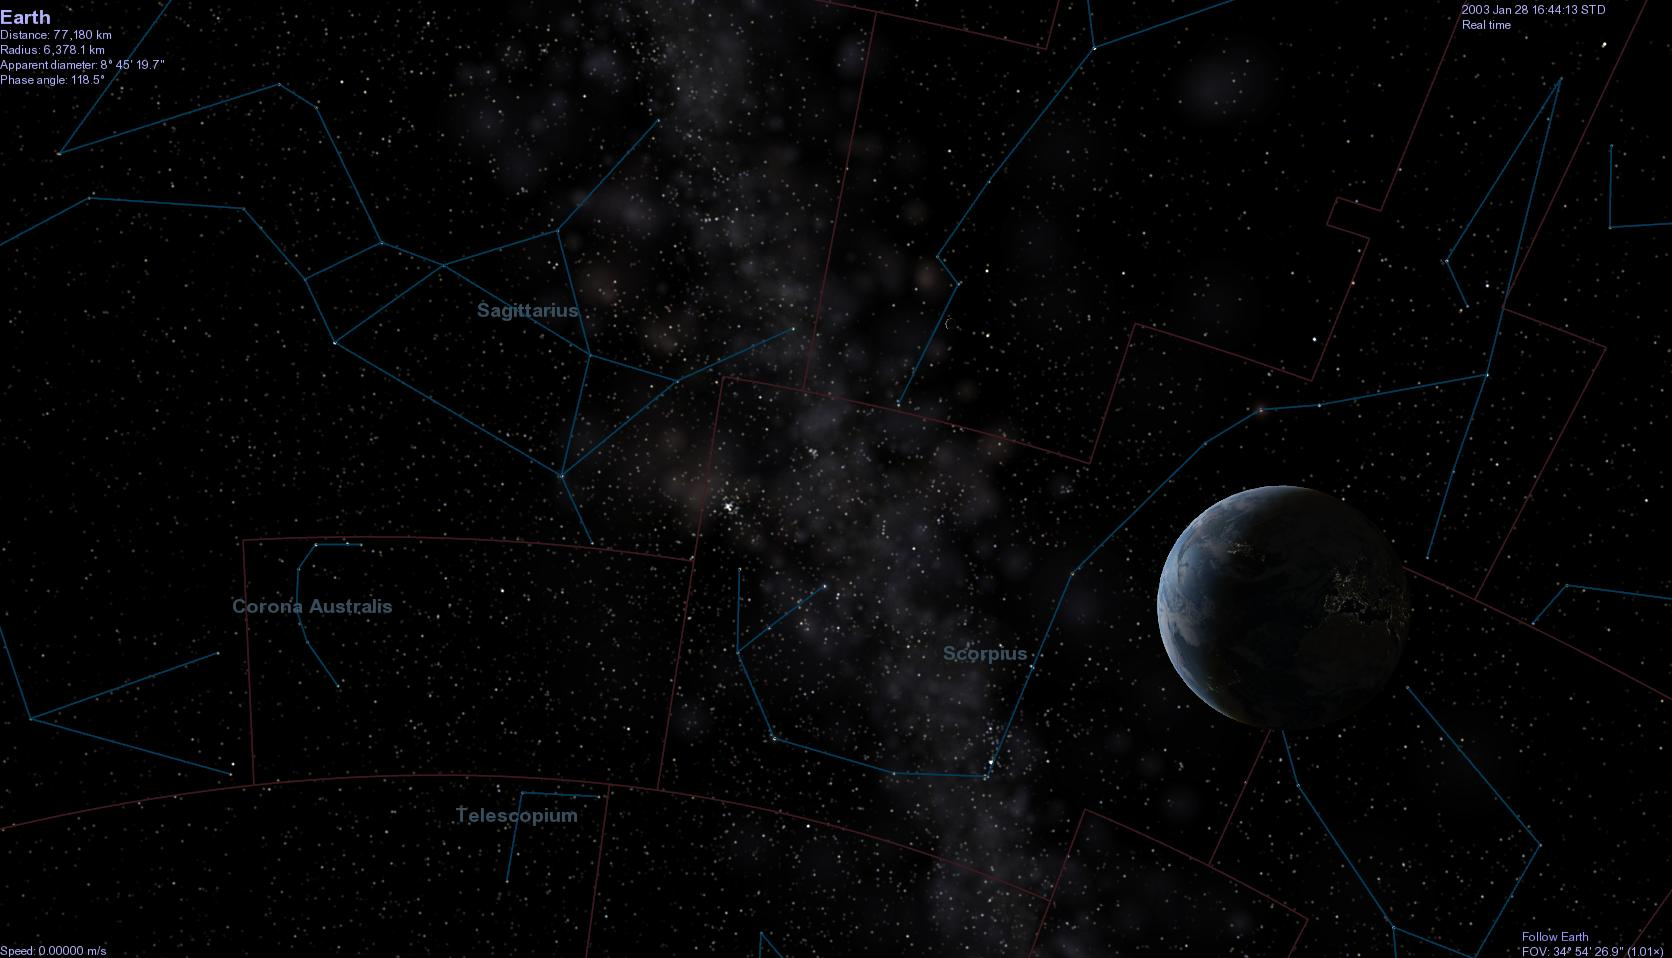 Earth
Distance: 77,180 km
Radius: 6,378.1 km
Apparent diameter: 8° 45' 19.7"
Phase angle: 118.5°
2003 Jan 28 16:44:13 STD
Real time
Sagittarius
Corona Australis
Scorpius
Telescopium
Speed: 0.00000 m/s
Follow Earth
FOV: 34° 54' 26.9" (1.01×)